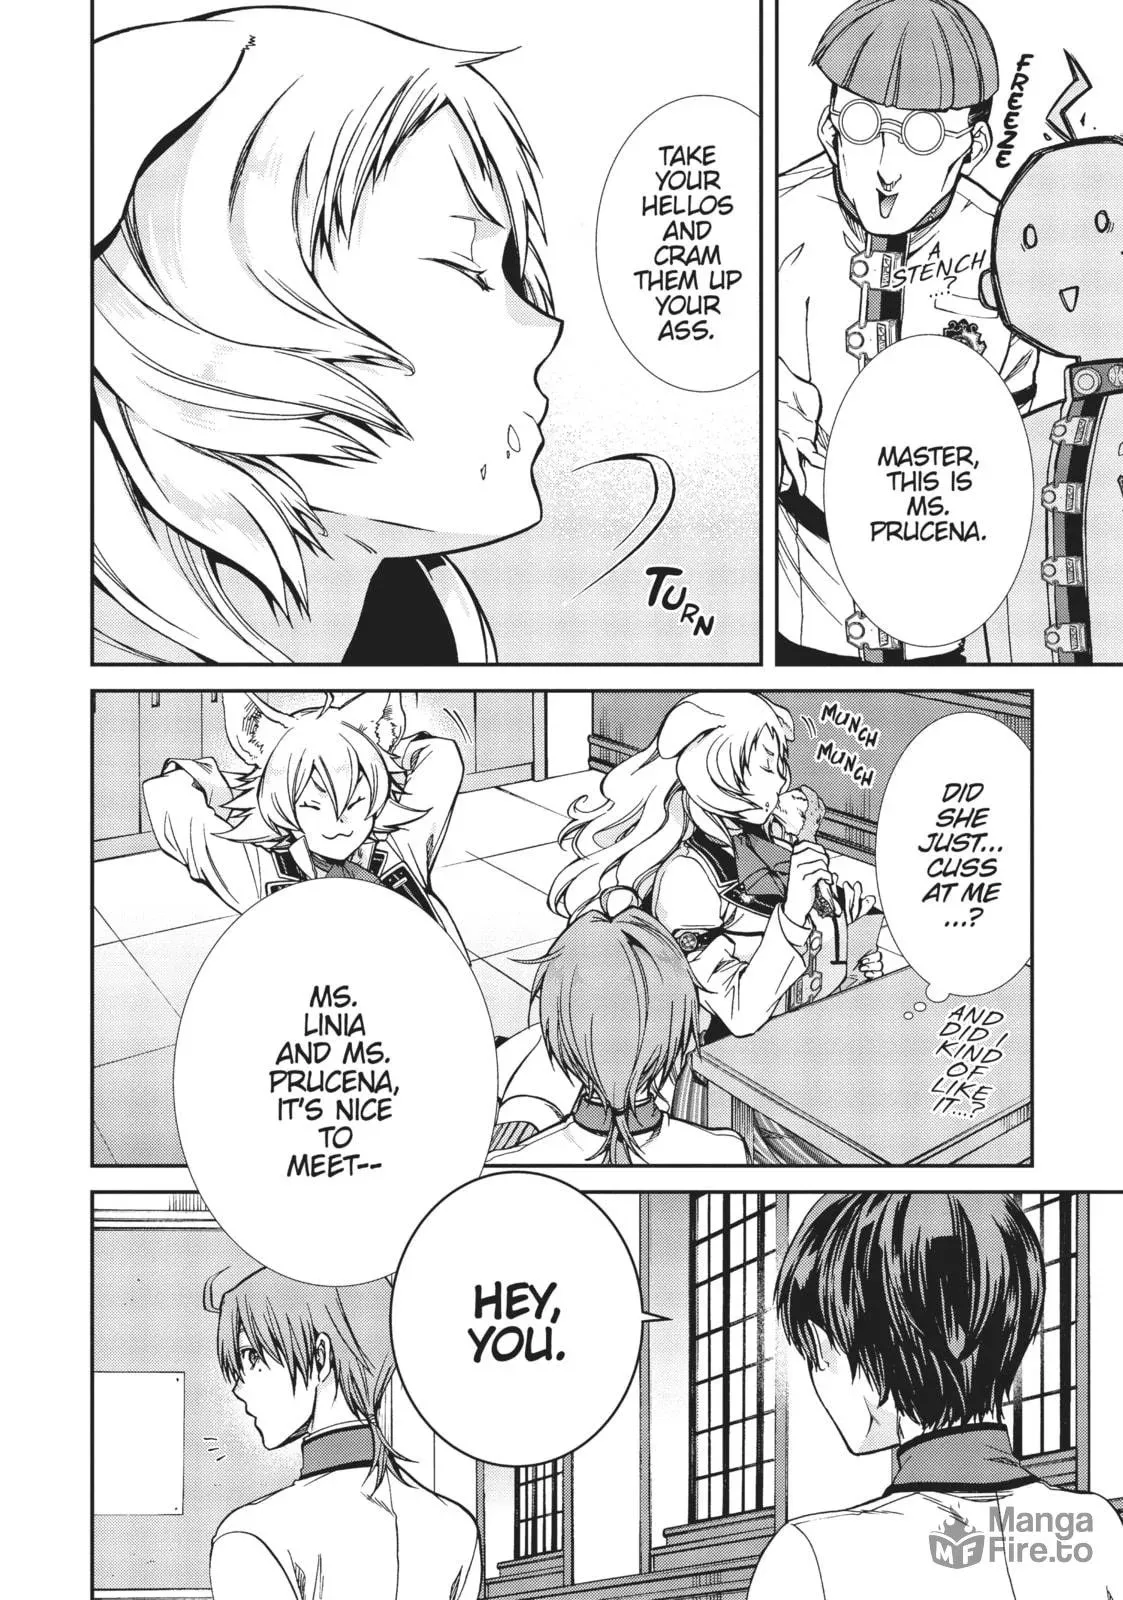 FREEZE
A
STENCH
...?
MASTER,
THIS IS
MS.
PRUCENA.
TAKE
YOUR
HELLOS
AND
CRAM
THEM UP
YOUR
ASS.
TURN
MUNCH
MUNCH
DID
SHE
JUST...
CUSS
AT ME
...?
AND
DID I
KIND
OF
LIKE
IT...?
MS.
LINIA
AND MS.
PRUCENA,
IT'S NICE
TO
MEET--
HEY,
YOU.
MF
Manga
Fire.to